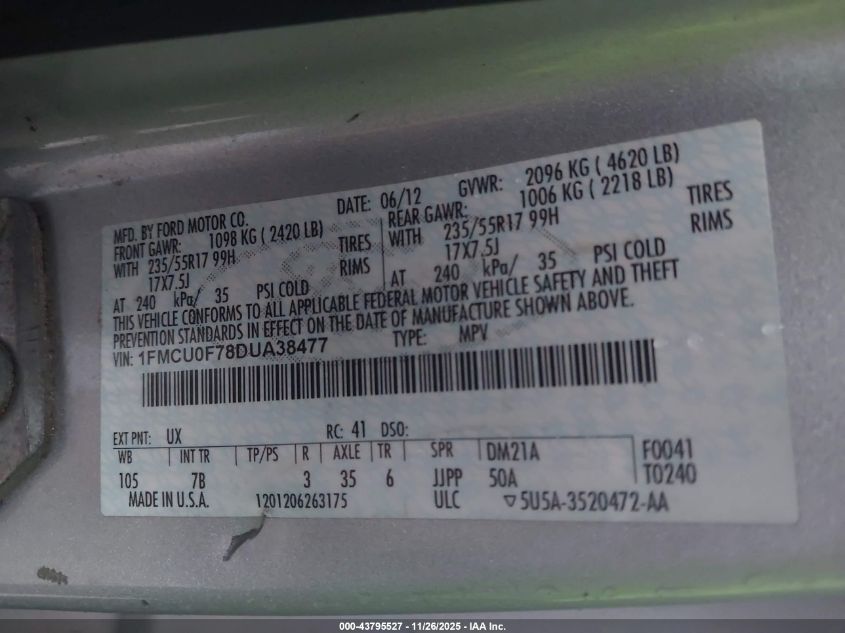 MFD. BY FORD MOTOR CO. DATE: 06/12 GVWR: 2096 KG ( 4620 LB)
FRONT GAWR: 1098 KG ( 2420 LB) REAR GAWR: 1006 KG ( 2218 LB)
WITH 235/55R17 99H TIRES WITH 235/55R17 99H TIRES
17X7.5J RIMS 17X7.5J RIMS
AT 240 kPa/ 35 PSI COLD AT 240 kPa/ 35 PSI COLD
THIS VEHICLE CONFORMS TO ALL APPLICABLE FEDERAL MOTOR VEHICLE SAFETY AND THEFT
PREVENTION STANDARDS IN EFFECT ON THE DATE OF MANUFACTURE SHOWN ABOVE.
VIN: 1FMCU0F78DUA38477 TYPE: MPV
EXT PNT: UX RC: 41 DSO:
WB INT TR TP/PS R AXLE TR SPR DM21A F0041
105 7B 3 35 6 JJPP 50A T0240
MADE IN U.S.A. 1201206263175 ULC ▽5U5A-3520472-AA
000-43795527 - 11/26/2025 - IAA Inc.